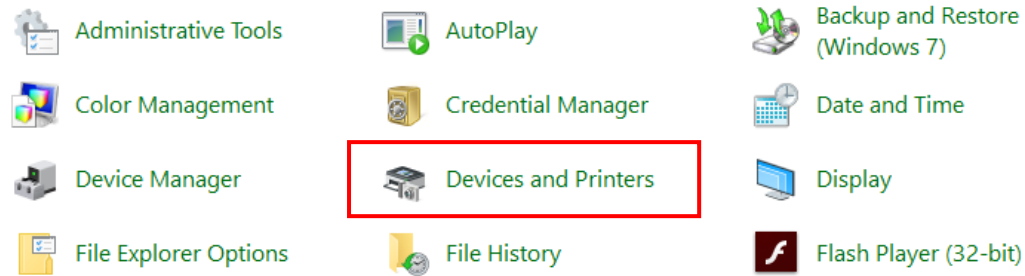 Administrative Tools
AutoPlay
Backup and Restore
(Windows 7)
Color Management
Credential Manager
Date and Time
Device Manager
Devices and Printers
Display
File Explorer Options
File History
Flash Player (32-bit)